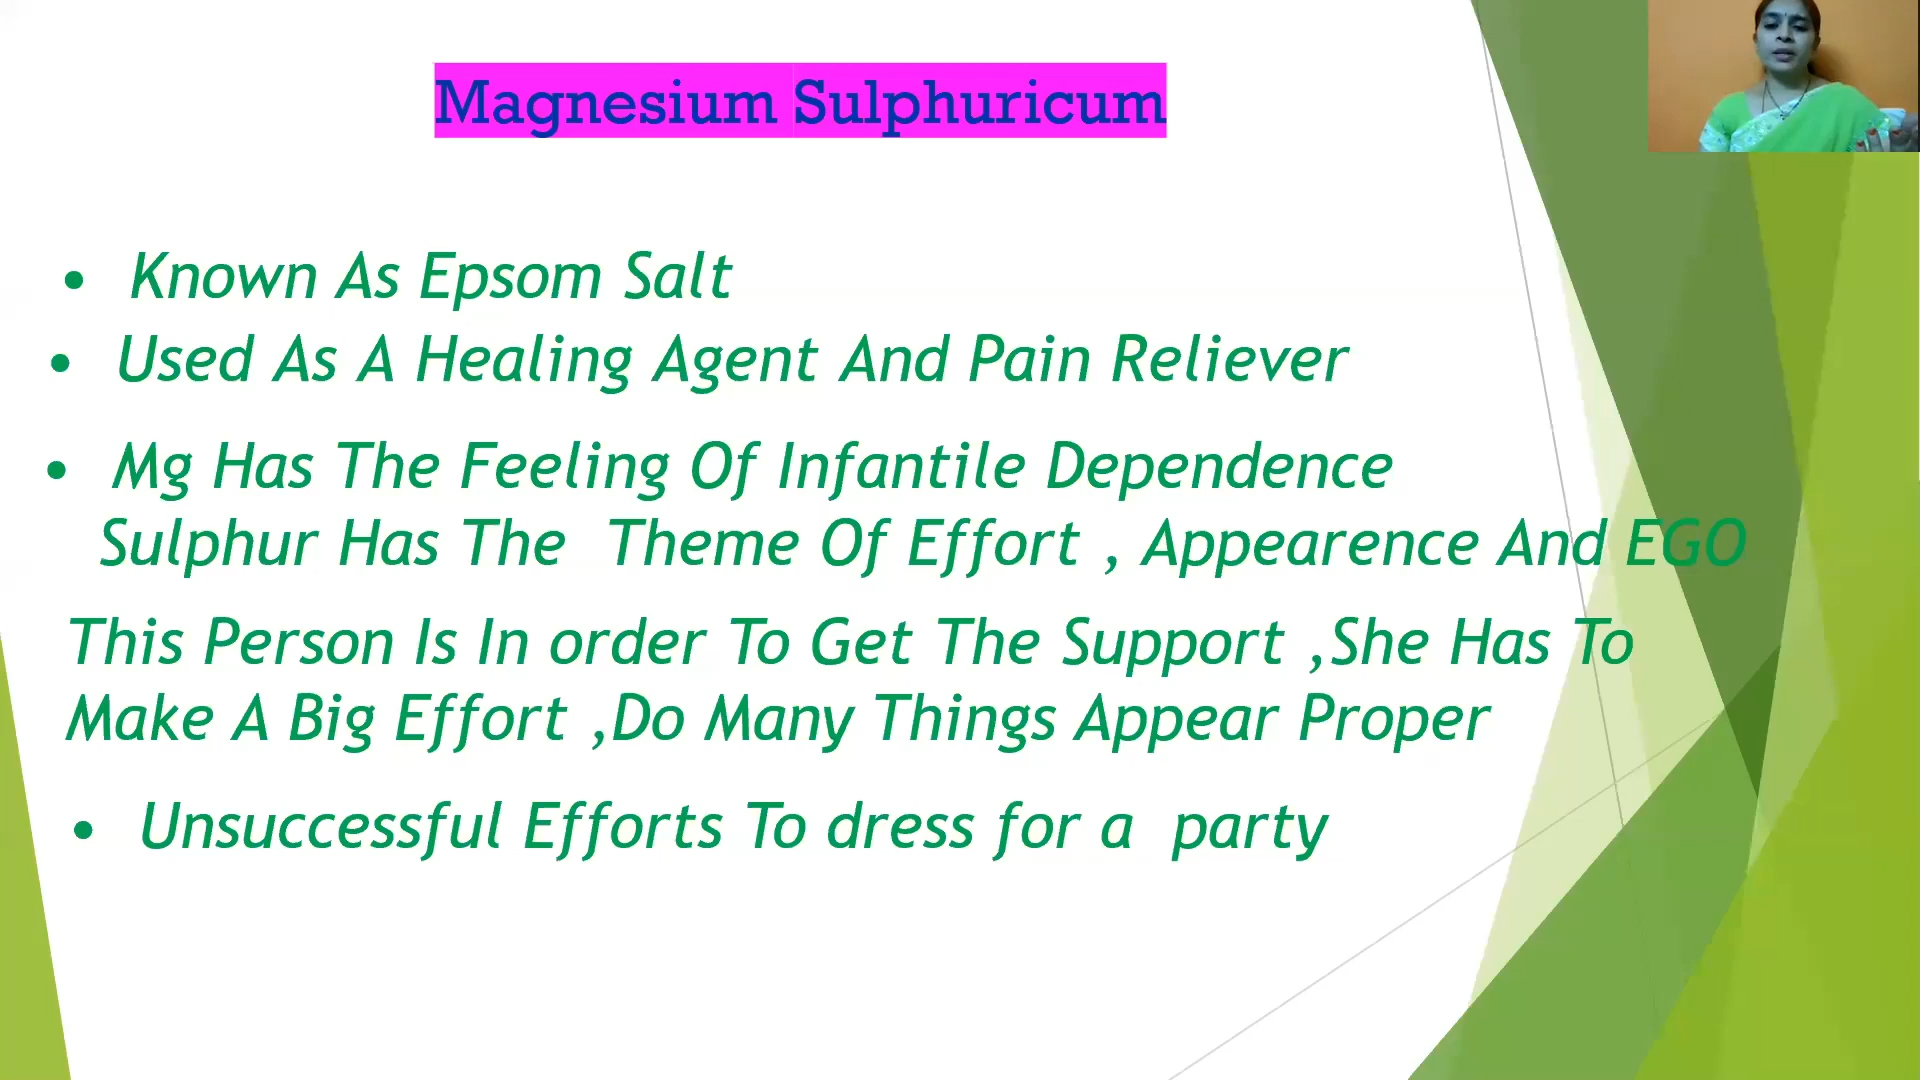 Magnesium Sulphuricum
• Known As Epsom Salt
• Used As A Healing Agent And Pain Reliever
• Mg Has The Feeling Of Infantile Dependence
Sulphur Has The Theme Of Effort , Appearence And EGO
This Person Is In order To Get The Support ,She Has To
Make A Big Effort ,Do Many Things Appear Proper
• Unsuccessful Efforts To dress for a party